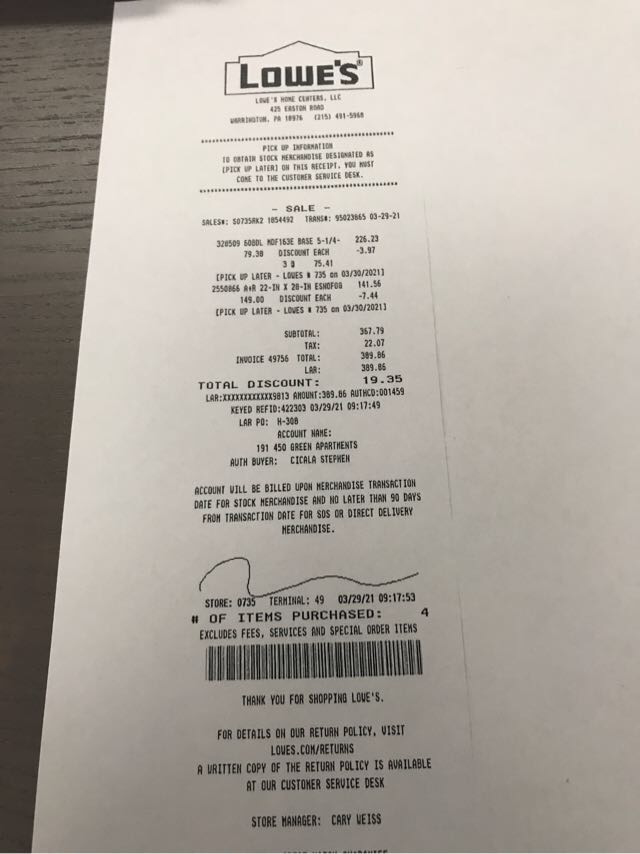 LOWE'S®
LOWE'S HOME CENTERS, LLC
425 EASTON ROAD
WARRINGTON, PA 18976 (215) 491-5968
PICK UP INFORMATION
TO OBTAIN STOCK MERCHANDISE DESIGNATED AS
[PICK UP LATER] ON THIS RECEIPT, YOU MUST
COME TO THE CUSTOMER SERVICE DESK.
- SALE -
SALES#: S0735RK2 1854492 TRANS#: 95023865 03-29-21
328509 608DL MDF163E BASE 5-1/4- 226.23
79.38 DISCOUNT EACH -3.97
3 @ 75.41
[PICK UP LATER - LOWES # 735 on 03/30/2021]
2550866 A+R 22-IN X 28-IN ESNOFOG 141.56
149.00 DISCOUNT EACH -7.44
[PICK UP LATER - LOWES # 735 on 03/30/2021]
SUBTOTAL: 367.79
TAX: 22.07
INVOICE 49756 TOTAL: 389.86
LAR: 389.86
TOTAL DISCOUNT: 19.35
LAR:XXXXXXXXXXXX9813 AMOUNT:389.86 AUTHCD:001459
KEYED REFID:422303 03/29/21 09:17:49
LAR PO: H-308
ACCOUNT NAME:
191 450 GREEN APARTMENTS
AUTH BUYER: CICALA STEPHEN
ACCOUNT WILL BE BILLED UPON MERCHANDISE TRANSACTION
DATE FOR STOCK MERCHANDISE AND NO LATER THAN 90 DAYS
FROM TRANSACTION DATE FOR SOS OR DIRECT DELIVERY
MERCHANDISE.
STORE: 0735 TERMINAL: 49 03/29/21 09:17:53
# OF ITEMS PURCHASED: 4
EXCLUDES FEES, SERVICES AND SPECIAL ORDER ITEMS
THANK YOU FOR SHOPPING LOWE'S.
FOR DETAILS ON OUR RETURN POLICY, VISIT
LOWES.COM/RETURNS
A WRITTEN COPY OF THE RETURN POLICY IS AVAILABLE
AT OUR CUSTOMER SERVICE DESK
STORE MANAGER: CARY WEISS